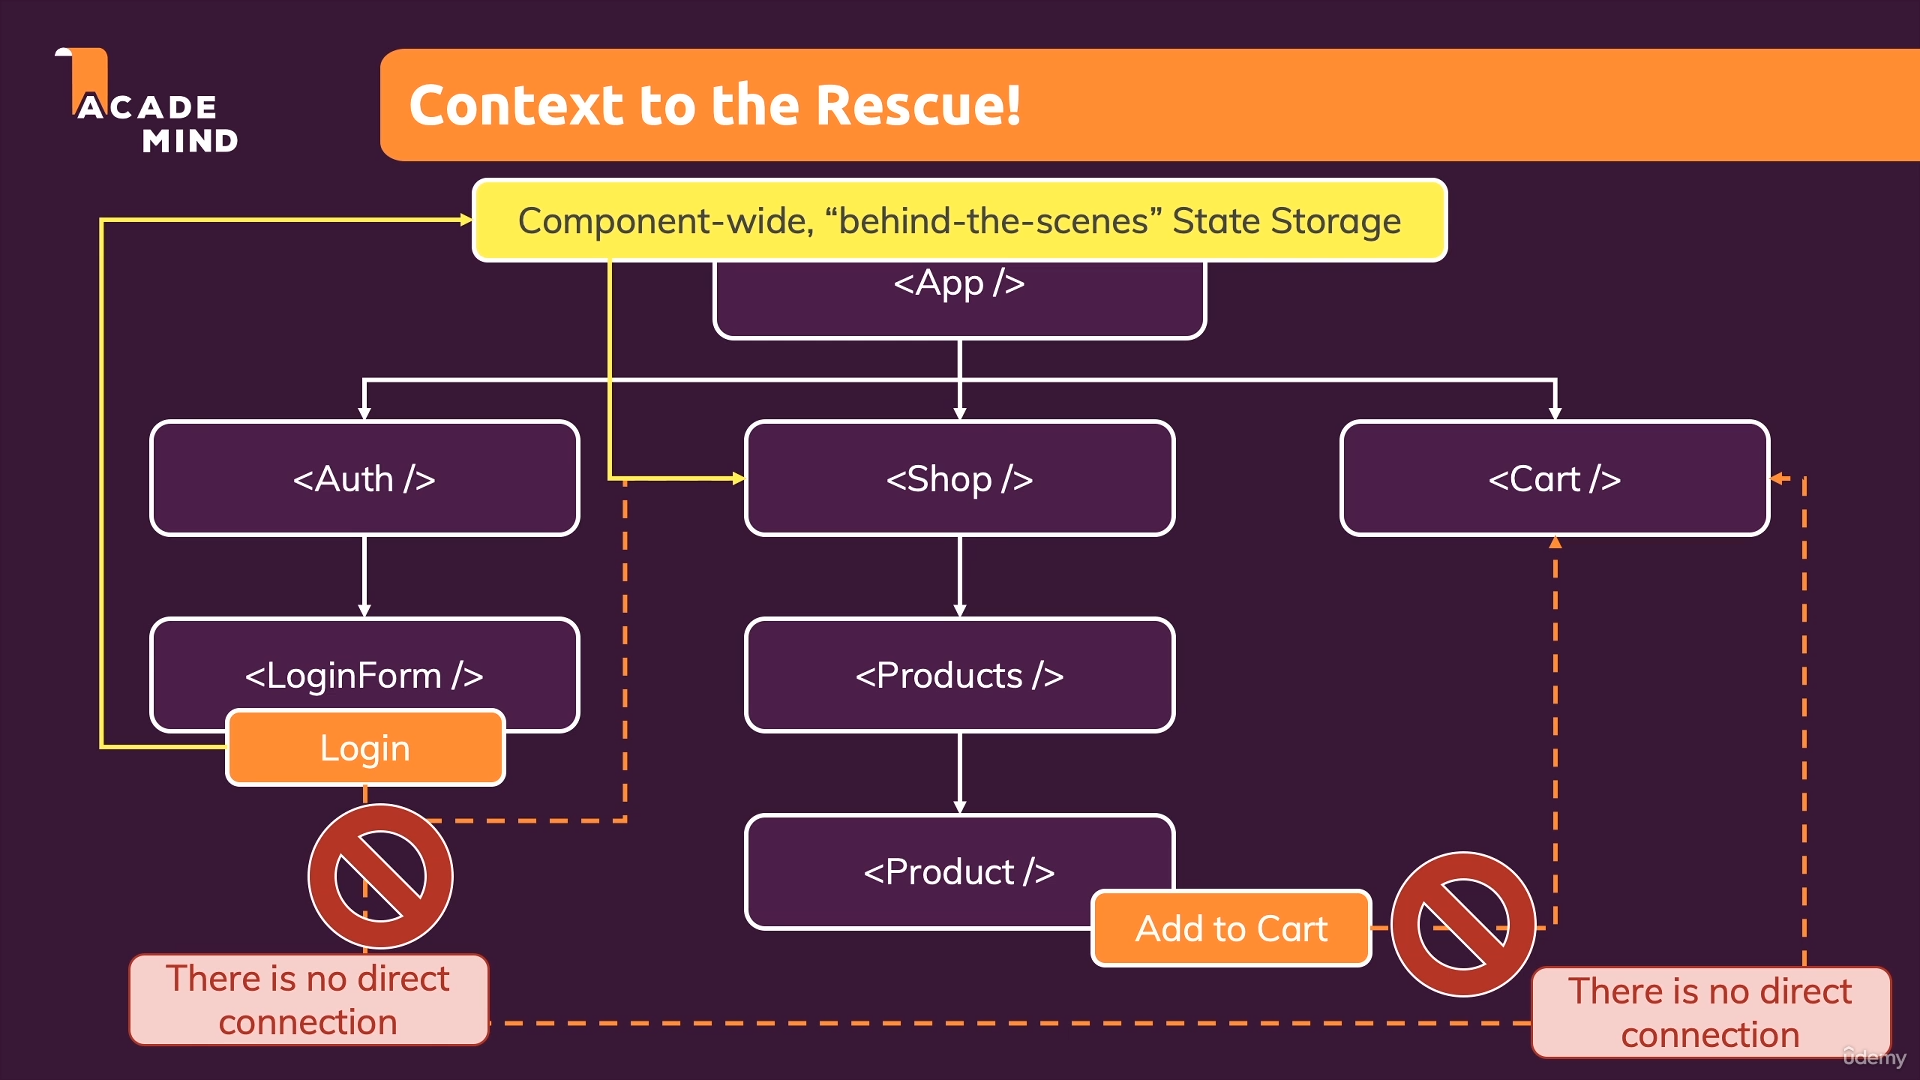 ACADE
MIND
Context to the Rescue!
Component-wide, “behind-the-scenes” State Storage
<App />
<Auth />
<Shop />
<Cart />
<LoginForm />
<Products />
Login
<Product />
Add to Cart
There is no direct
connection
There is no direct
connection
ûdemy